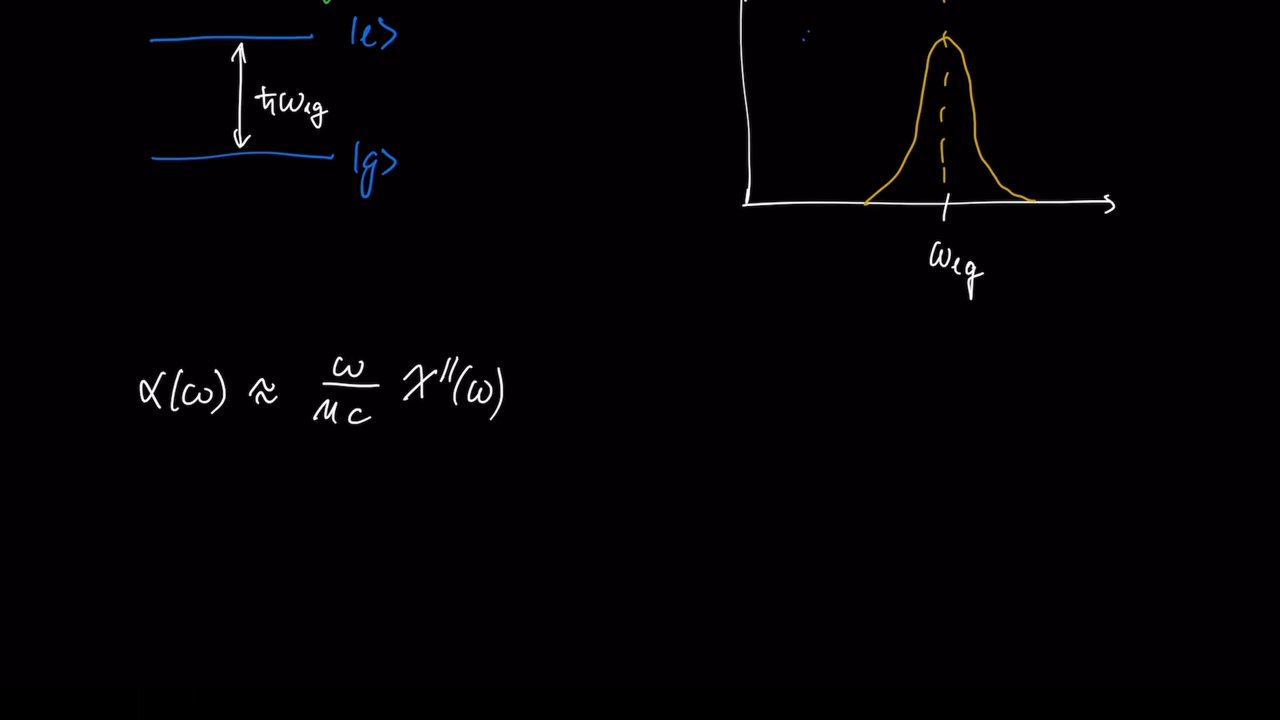 |e>
ħω_eg
|g>
ω_eg
α(ω) ≈ ω/nc χ''(ω)